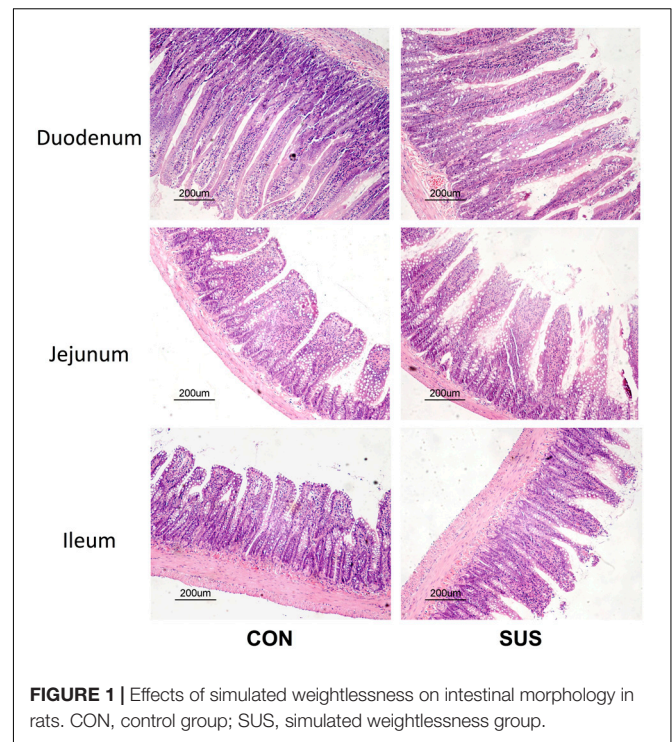 Duodenum
200um
200um
Jejunum
200um
200um
Ileum
200um
200um
CON
SUS
FIGURE 1 | Effects of simulated weightlessness on intestinal morphology in
rats. CON, control group; SUS, simulated weightlessness group.